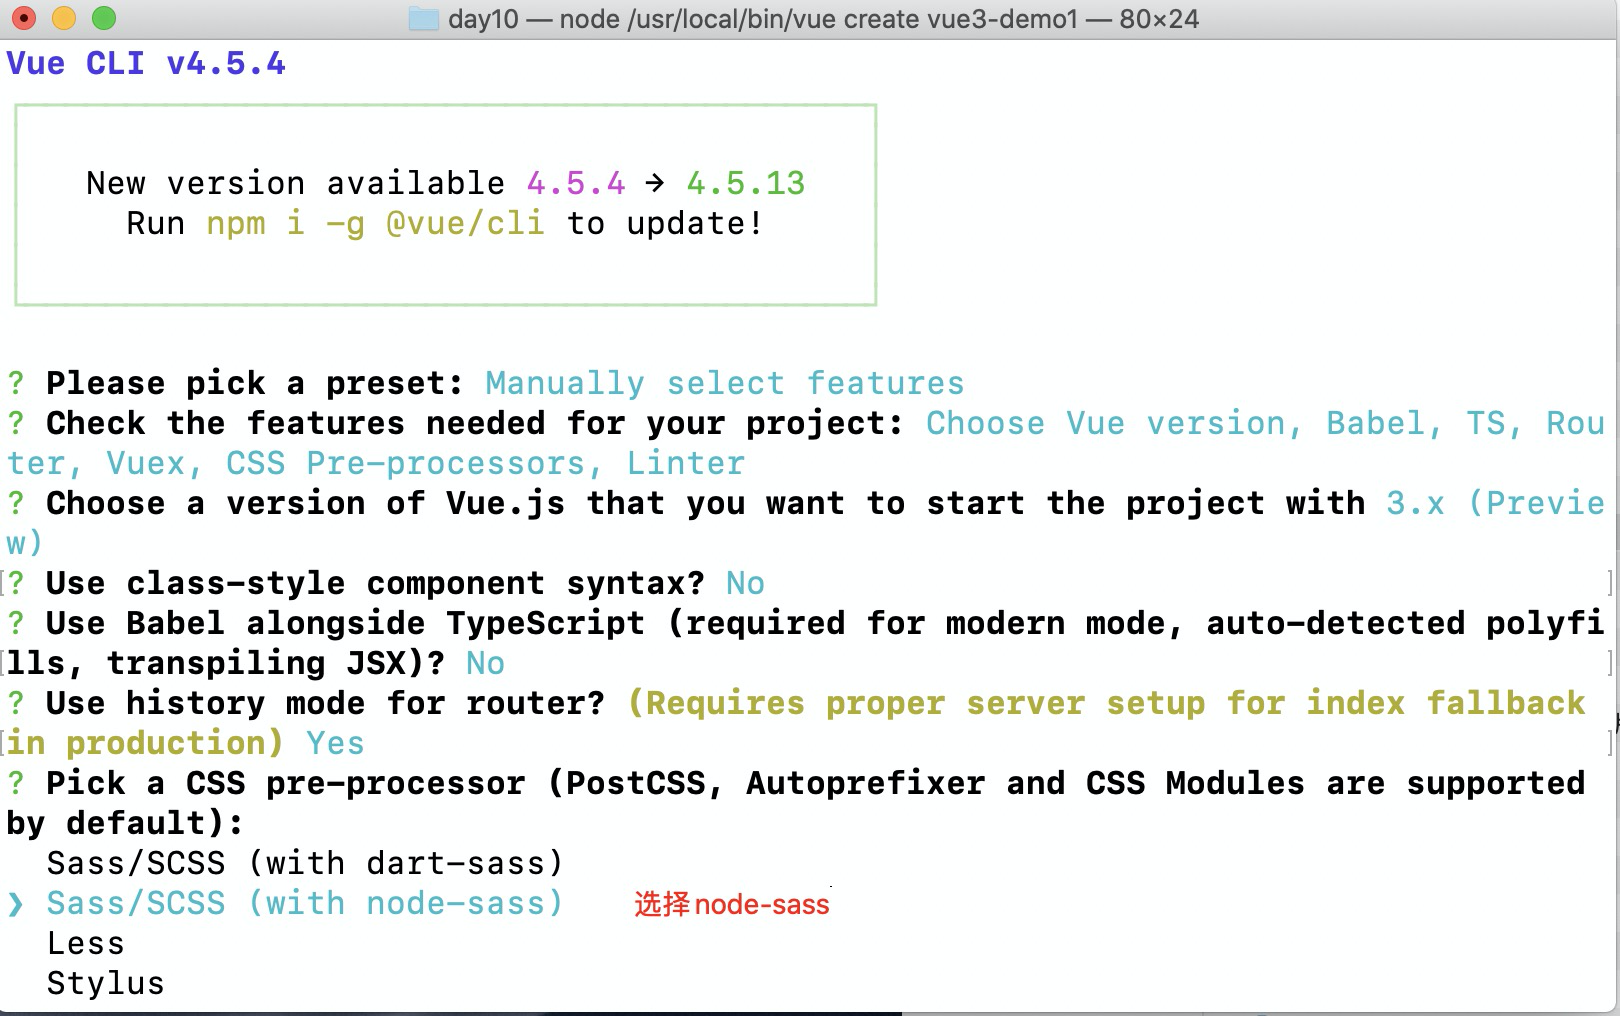 day10 — node /usr/local/bin/vue create vue3-demo1 — 80×24
Vue CLI v4.5.4
New version available 4.5.4 → 4.5.13
Run npm i -g @vue/cli to update!
? Please pick a preset: Manually select features
? Check the features needed for your project: Choose Vue version, Babel, TS, Rou
ter, Vuex, CSS Pre-processors, Linter
? Choose a version of Vue.js that you want to start the project with 3.x (Previe
w)
[? Use class-style component syntax? No ]
? Use Babel alongside TypeScript (required for modern mode, auto-detected polyfi
[lls, transpiling JSX)? No ]
? Use history mode for router? (Requires proper server setup for index fallback
[in production) Yes ]
? Pick a CSS pre-processor (PostCSS, Autoprefixer and CSS Modules are supported
by default):
Sass/SCSS (with dart-sass)
❯ Sass/SCSS (with node-sass) 选择node-sass
Less
Stylus